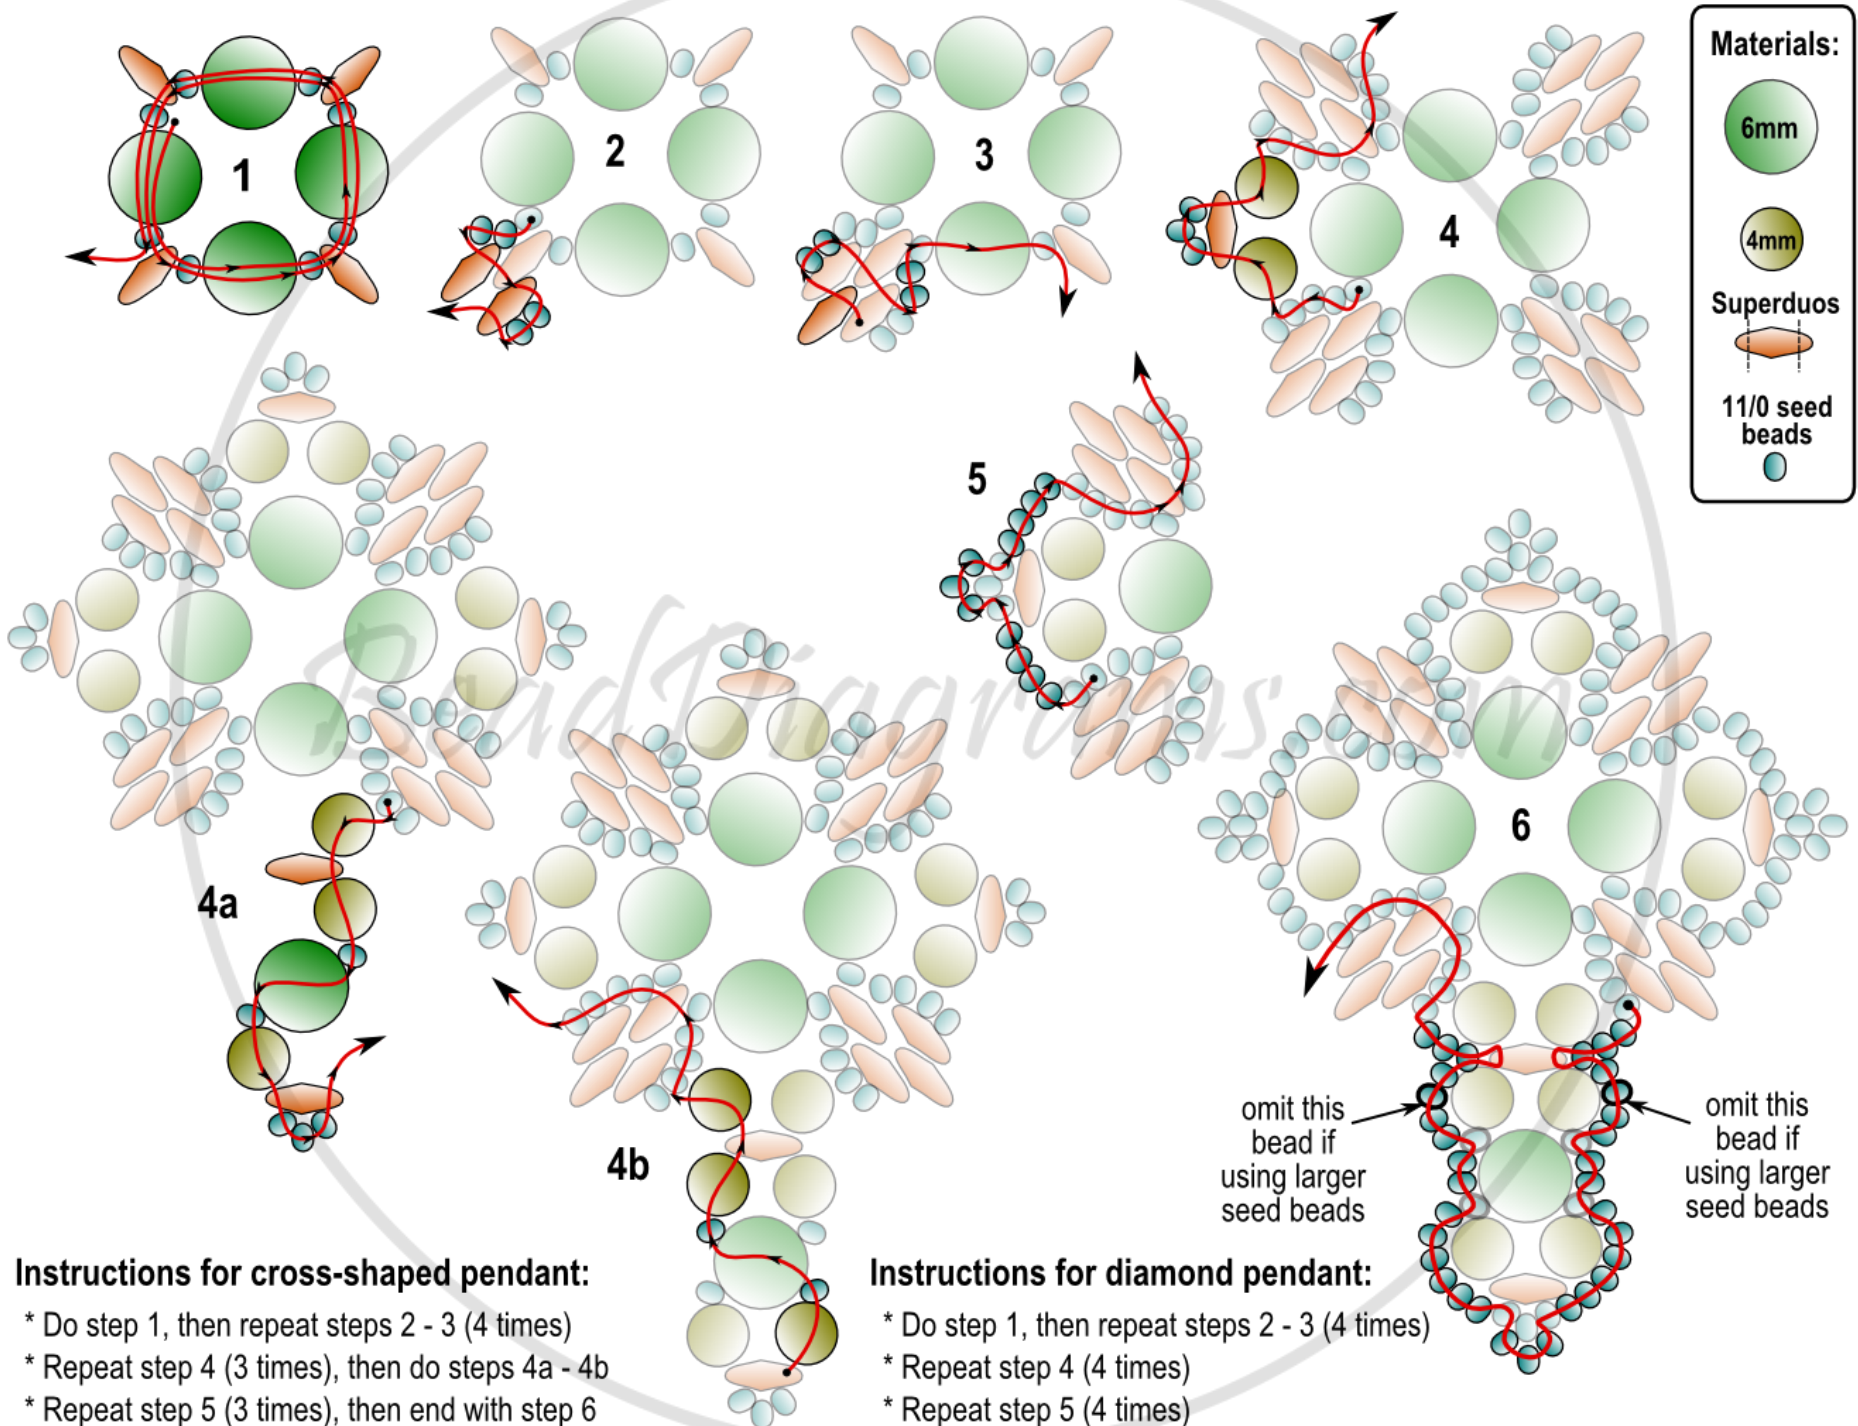 1
2
3
4
Materials:
6mm
4mm
Superduos
11/0 seed
beads
5
4a
BeadDiagrams.com
6
4b
omit this
bead if
using larger
seed beads
omit this
bead if
using larger
seed beads
Instructions for cross-shaped pendant:
* Do step 1, then repeat steps 2 - 3 (4 times)
* Repeat step 4 (3 times), then do steps 4a - 4b
* Repeat step 5 (3 times), then end with step 6
Instructions for diamond pendant:
* Do step 1, then repeat steps 2 - 3 (4 times)
* Repeat step 4 (4 times)
* Repeat step 5 (4 times)